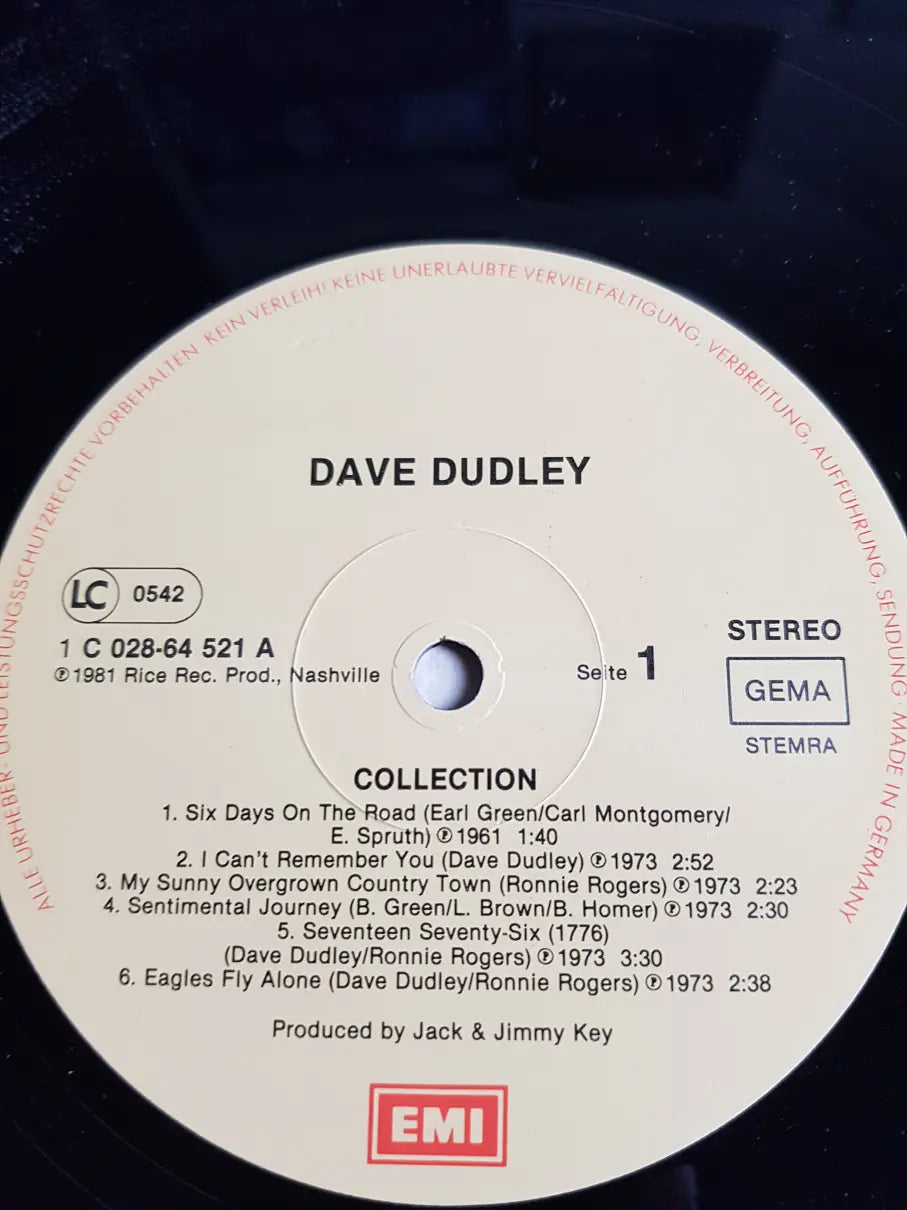 ALLE URHEBER- UND LEISTUNGSSCHUTZRECHTE VORBEHALTEN KEIN VERLEIH! KEINE UNERLAUBTE VERVIELFÄLTIGUNG, VERBREITUNG, AUFFÜHRUNG, SENDUNG · MADE IN GERMANY
DAVE DUDLEY
LC 0542
1 C 028-64 521 A
℗ 1981 Rice Rec. Prod., Nashville
Seite 1
STEREO
GEMA
STEMRA
COLLECTION
1. Six Days On The Road (Earl Green/Carl Montgomery/
E. Spruth) ℗ 1961 1:40
2. I Can't Remember You (Dave Dudley) ℗ 1973 2:52
3. My Sunny Overgrown Country Town (Ronnie Rogers) ℗ 1973 2:23
4. Sentimental Journey (B. Green/L. Brown/B. Homer) ℗ 1973 2:30
5. Seventeen Seventy-Six (1776)
(Dave Dudley/Ronnie Rogers) ℗ 1973 3:30
6. Eagles Fly Alone (Dave Dudley/Ronnie Rogers) ℗ 1973 2:38
Produced by Jack & Jimmy Key
EMI